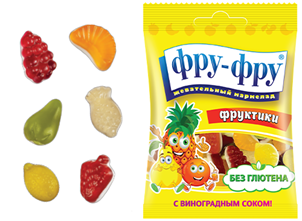 фру-фру®
жевательный мармелад
фруктики
БЕЗ ГЛЮТЕНА
С ВИНОГРАДНЫМ СОКОМ!